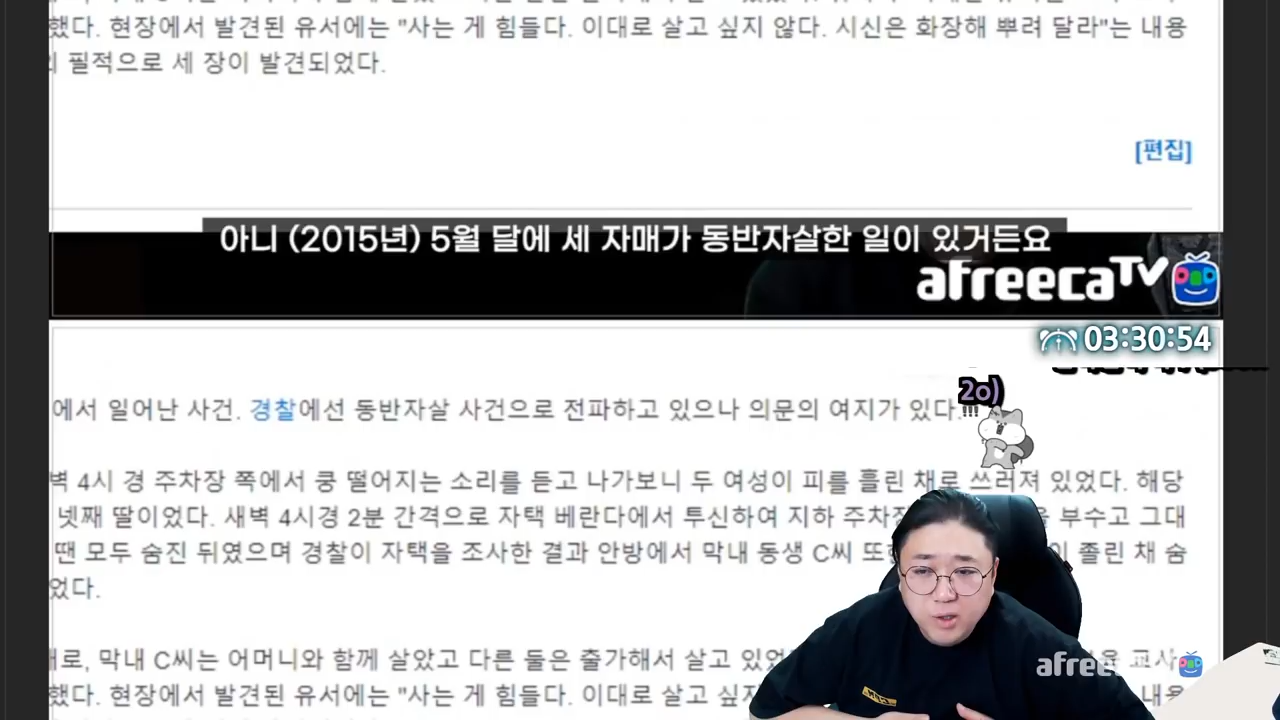 했다. 현장에서 발견된 유서에는 "사는 게 힘들다. 이대로 살고 싶지 않다. 시신은 화장해 뿌려 달라"는 내용
필적으로 세 장이 발견되었다.
[편집]
아니 (2015년) 5월 달에 세 자매가 동반자살한 일이 있거든요
afreecaTV
03:30:54
2o)
!!!
에서 일어난 사건. 경찰에선 동반자살 사건으로 전파하고 있으나 의문의 여지가 있다.
벽 4시 경 주차장 쪽에서 쿵 떨어지는 소리를 듣고 나가보니 두 여성이 피를 흘린 채로 쓰러져 있었다. 해당
넷째 딸이었다. 새벽 4시경 2분 간격으로 자택 베란다에서 투신하여 지하 부수고 그대
땐 모두 숨진 뒤였으며 경찰이 자택을 조사한 결과 안방에서 막내 동생 C씨 졸린 채 숨
었다.
막내 C씨는 어머니와 함께 살았고 다른 둘은 출가해서 살고
afree
했다. 현장에서 발견된 유서에는 "사는 게 힘들다. 이대로 살고 내용